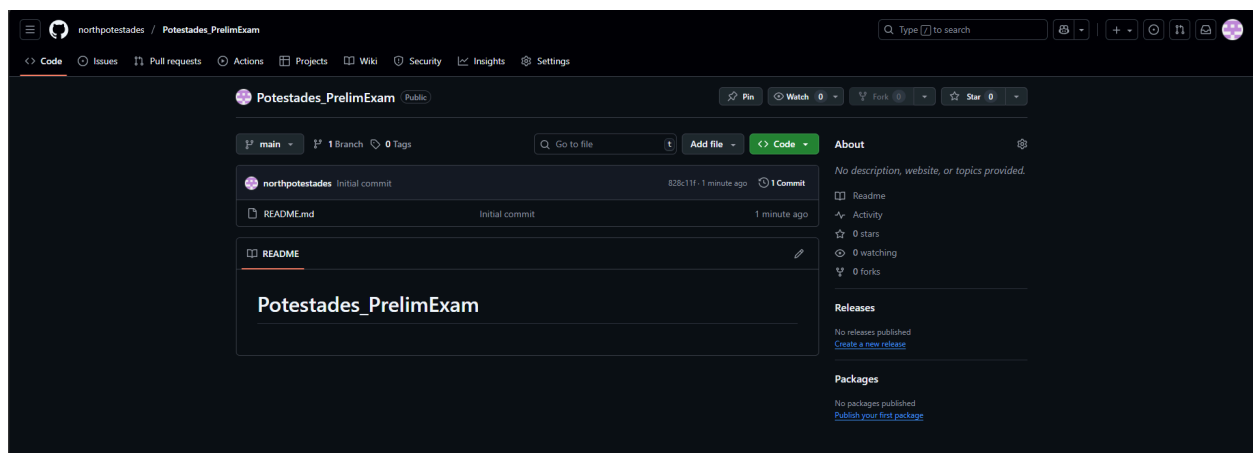 northpotestades / Potestades_PrelimExam
Type / to search
<> Code Issues Pull requests Actions Projects Wiki Security Insights Settings
Potestades_PrelimExam Public
Pin Watch 0 Fork 0 Star 0
main 1 Branch 0 Tags Go to file t Add file <> Code
northpotestades Initial commit 828c11f · 1 minute ago 1 Commit
README.md Initial commit 1 minute ago
README
Potestades_PrelimExam
About
No description, website, or topics provided.
Readme
Activity
0 stars
0 watching
0 forks
Releases
No releases published
Create a new release
Packages
No packages published
Publish your first package